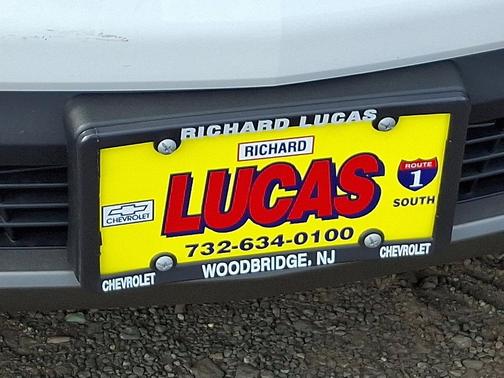 RICHARD LUCAS
RICHARD
LUCAS
ROUTE
1
SOUTH
CHEVROLET
732-634-0100
CHEVROLET
WOODBRIDGE, NJ
CHEVROLET